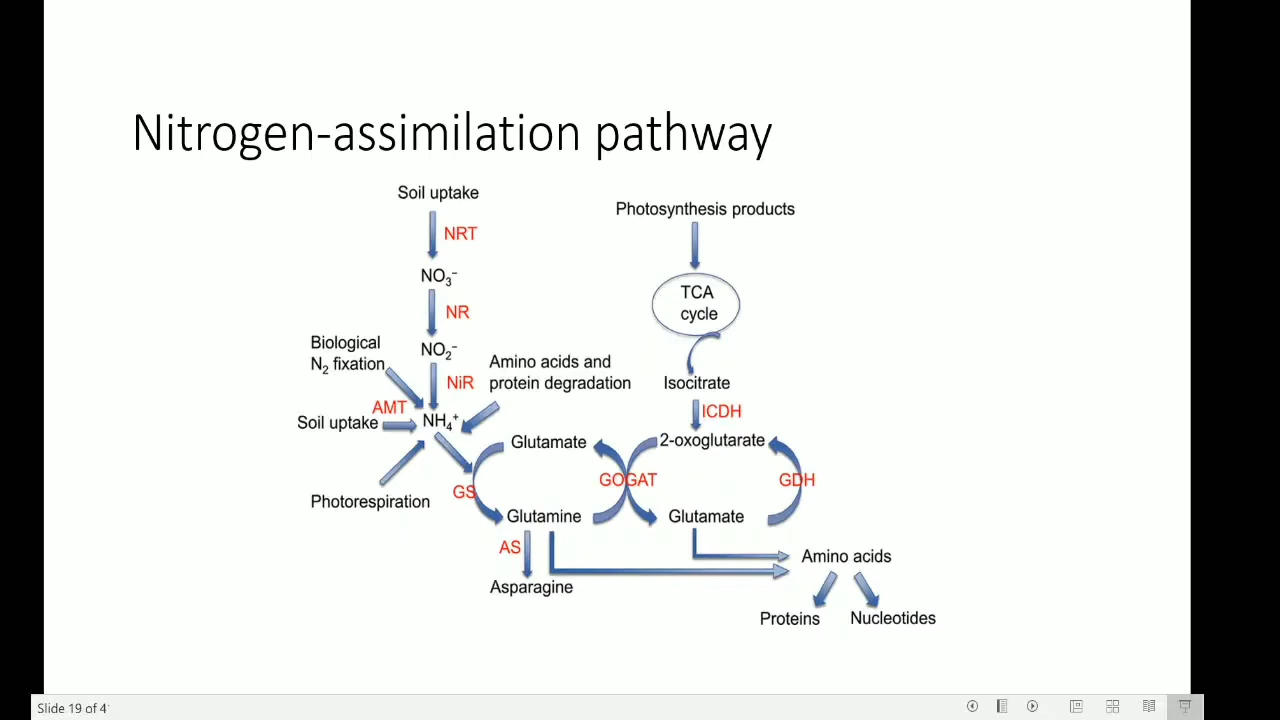 Nitrogen-assimilation pathway
Soil uptake
NRT
NO₃⁻
NR
NO₂⁻
NiR
Biological
N₂ fixation
Amino acids and
protein degradation
AMT
Soil uptake
NH₄⁺
Photorespiration
Photosynthesis products
TCA
cycle
Isocitrate
ICDH
2-oxoglutarate
Glutamate
GS
GOGAT
GDH
Glutamine
Glutamate
AS
Asparagine
Amino acids
Proteins
Nucleotides
Slide 19 of 4